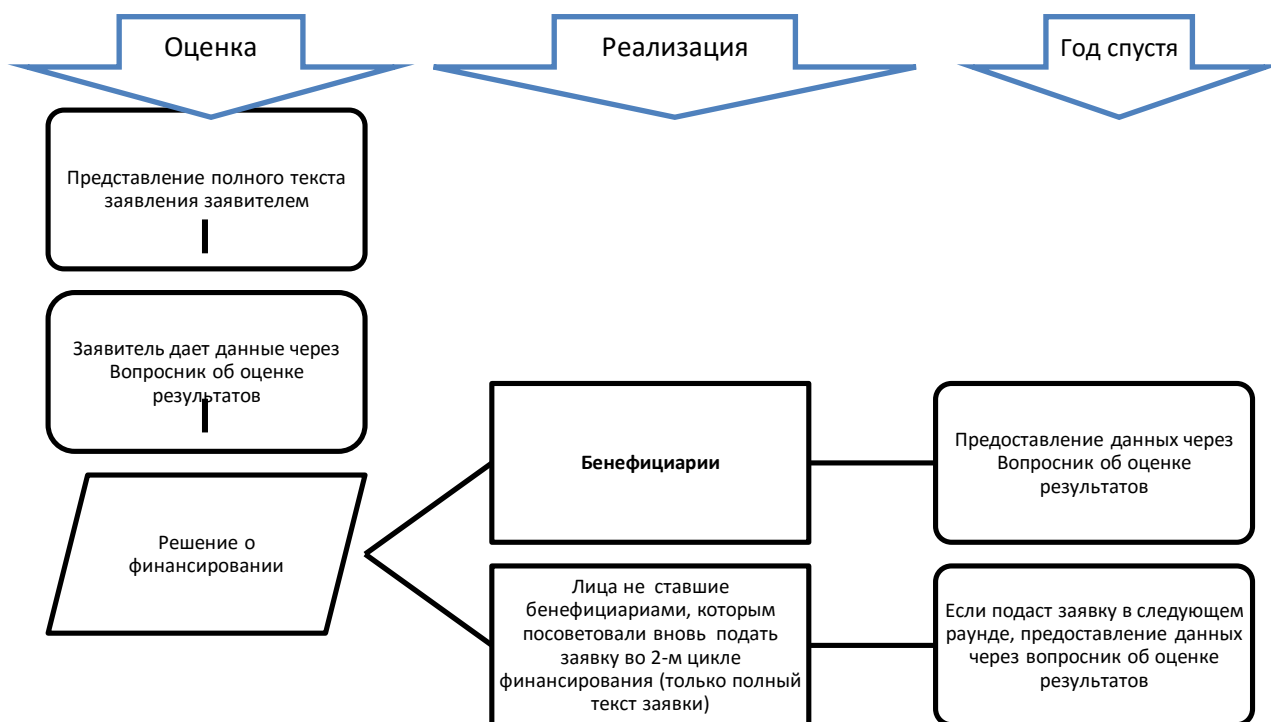 Оценка
Реализация
Год спустя
Представление полного текста
заявления заявителем
Заявитель дает данные через
Вопросник об оценке
результатов
Решение о
финансировании
Бенефициарии
Предоставление данных через
Вопросник об оценке
результатов
Лица не ставшие
бенефициариами, которым
посоветовали вновь подать
заявку во 2-м цикле
финансирования (только полный
текст заявки)
Если подаст заявку в следующем
раунде, предоставление данных
через вопросник об оценке
результатов